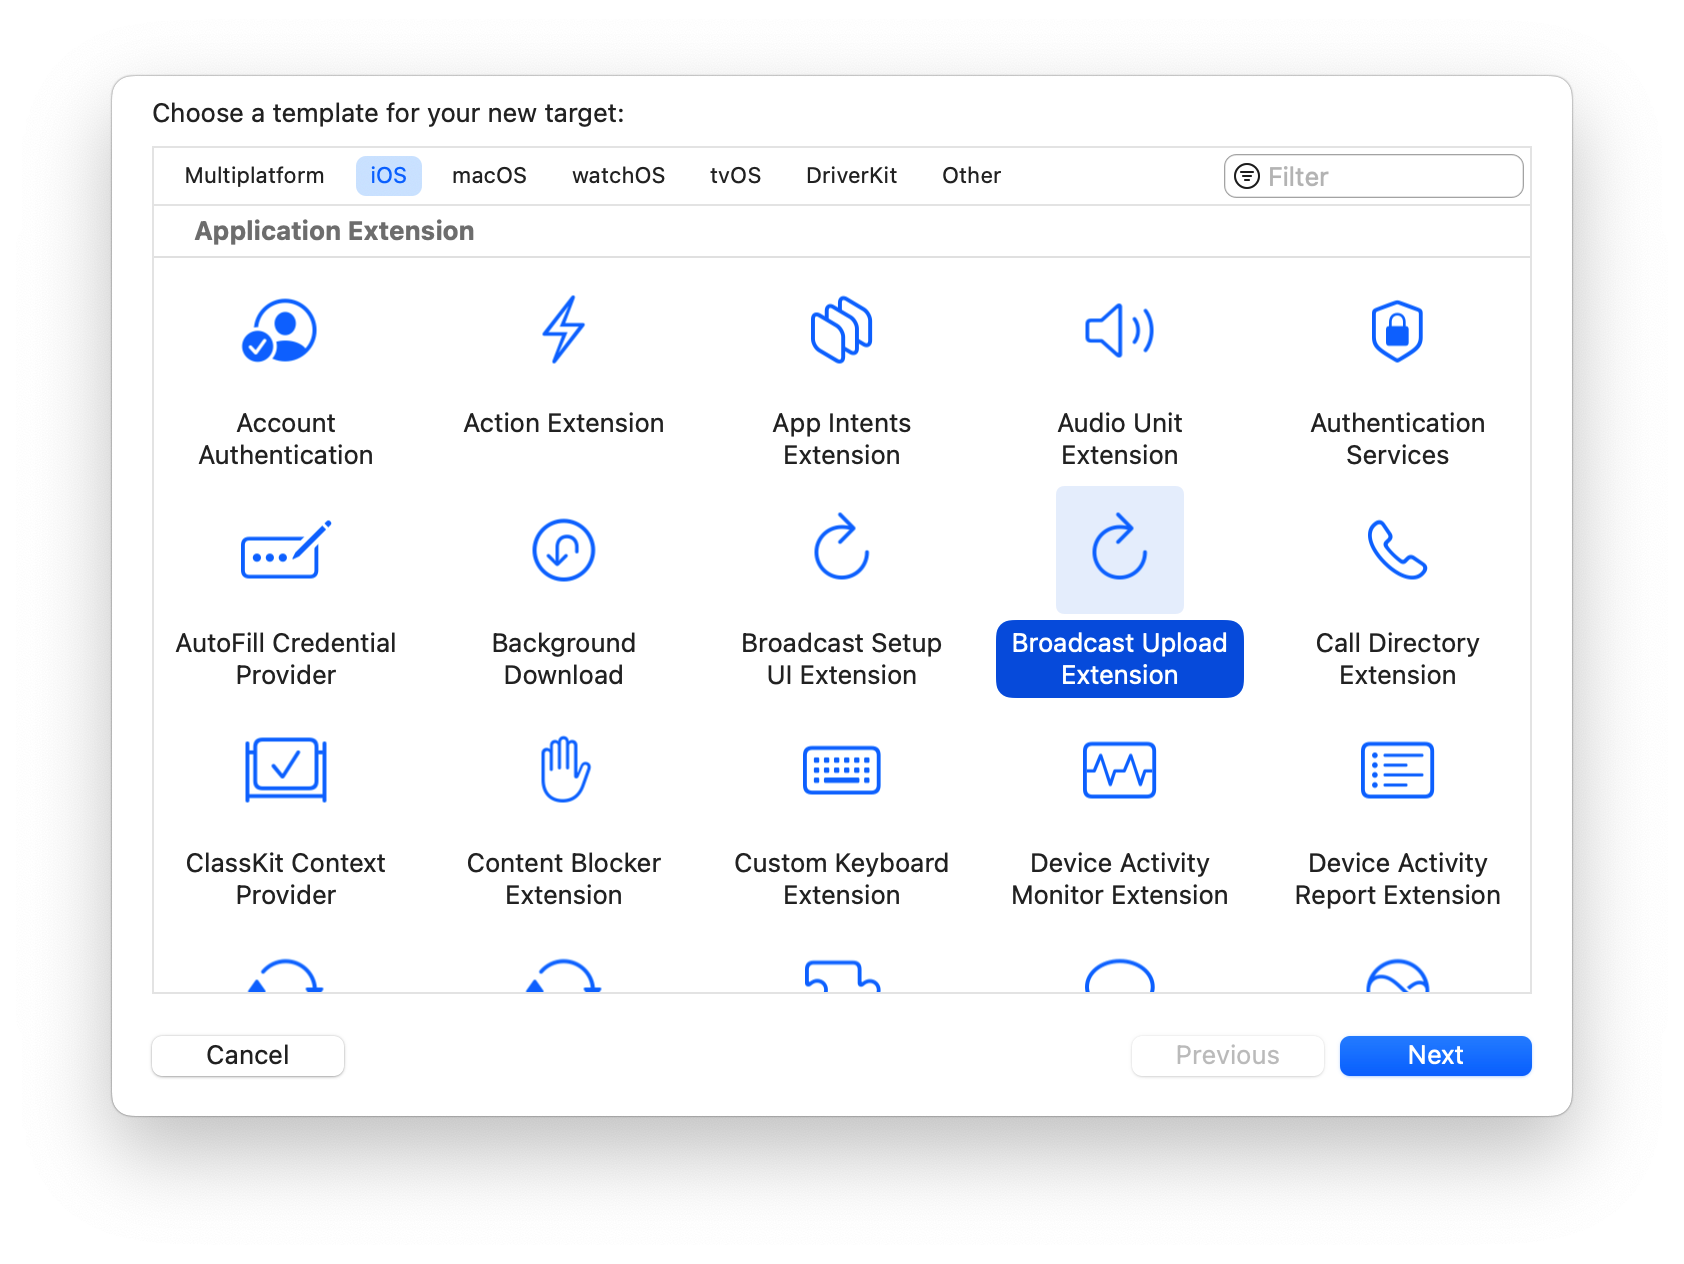 Choose a template for your new target:
Multiplatform iOS macOS watchOS tvOS DriverKit Other Filter
Application Extension
Account Authentication
Action Extension
App Intents Extension
Audio Unit Extension
Authentication Services
AutoFill Credential Provider
Background Download
Broadcast Setup UI Extension
Broadcast Upload Extension
Call Directory Extension
ClassKit Context Provider
Content Blocker Extension
Custom Keyboard Extension
Device Activity Monitor Extension
Device Activity Report Extension
Cancel Previous Next